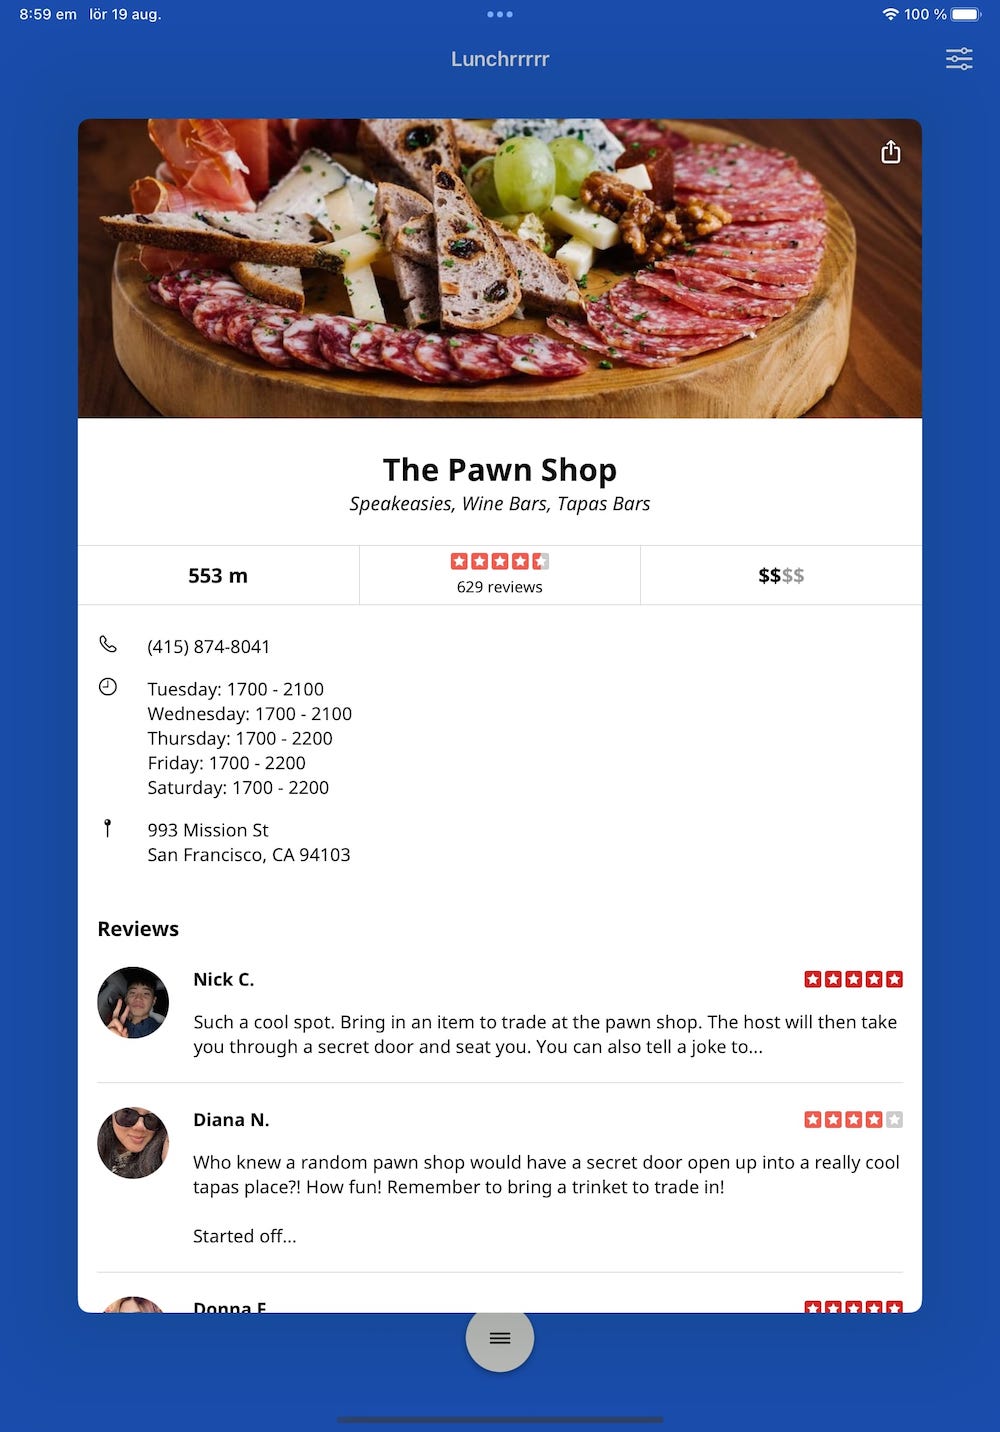 8:59 em lör 19 aug.
100 %
Lunchrrrrr
The Pawn Shop
Speakeasies, Wine Bars, Tapas Bars
553 m
629 reviews
$$$$
(415) 874-8041
Tuesday: 1700 - 2100
Wednesday: 1700 - 2100
Thursday: 1700 - 2200
Friday: 1700 - 2200
Saturday: 1700 - 2200
993 Mission St
San Francisco, CA 94103
Reviews
Nick C.
Such a cool spot. Bring in an item to trade at the pawn shop. The host will then take
you through a secret door and seat you. You can also tell a joke to...
Diana N.
Who knew a random pawn shop would have a secret door open up into a really cool
tapas place?! How fun! Remember to bring a trinket to trade in!
Started off...
Donna